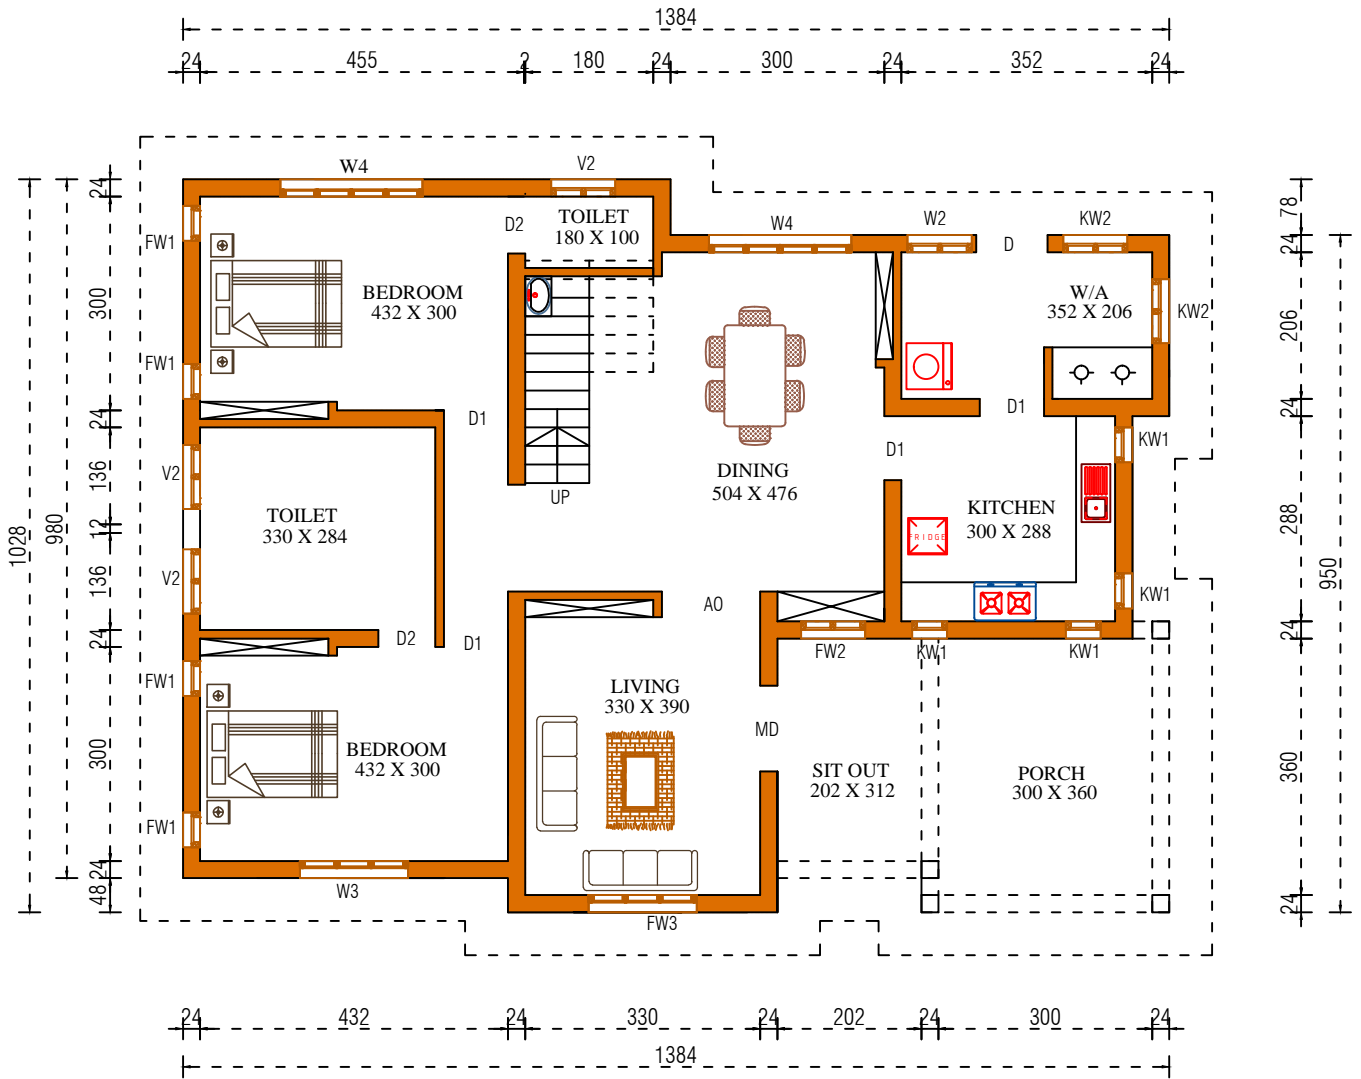 1384
24 455 2 180 24 300 24 352 24
W4 V2
24 78
TOILET
180 X 100
D2
W4 W2 D KW2
FW1 24
BEDROOM
432 X 300
W/A
352 X 206
KW2
300 206
FW1
24 D1 D1 24
KW1
V2 136 D1
DINING
504 X 476
UP
TOILET
330 X 284
KITCHEN
300 X 288
FRIDGE
12 288
1028 980 950
V2 136 KW1
AO
24 D2 D1 FW2 KW1 KW1 24
FW1
LIVING
330 X 390
MD
BEDROOM
432 X 300
SIT OUT
202 X 312
PORCH
300 X 360
300 360
FW1
24
48 W3 FW3 24
24 432 24 330 24 202 24 300 24
1384